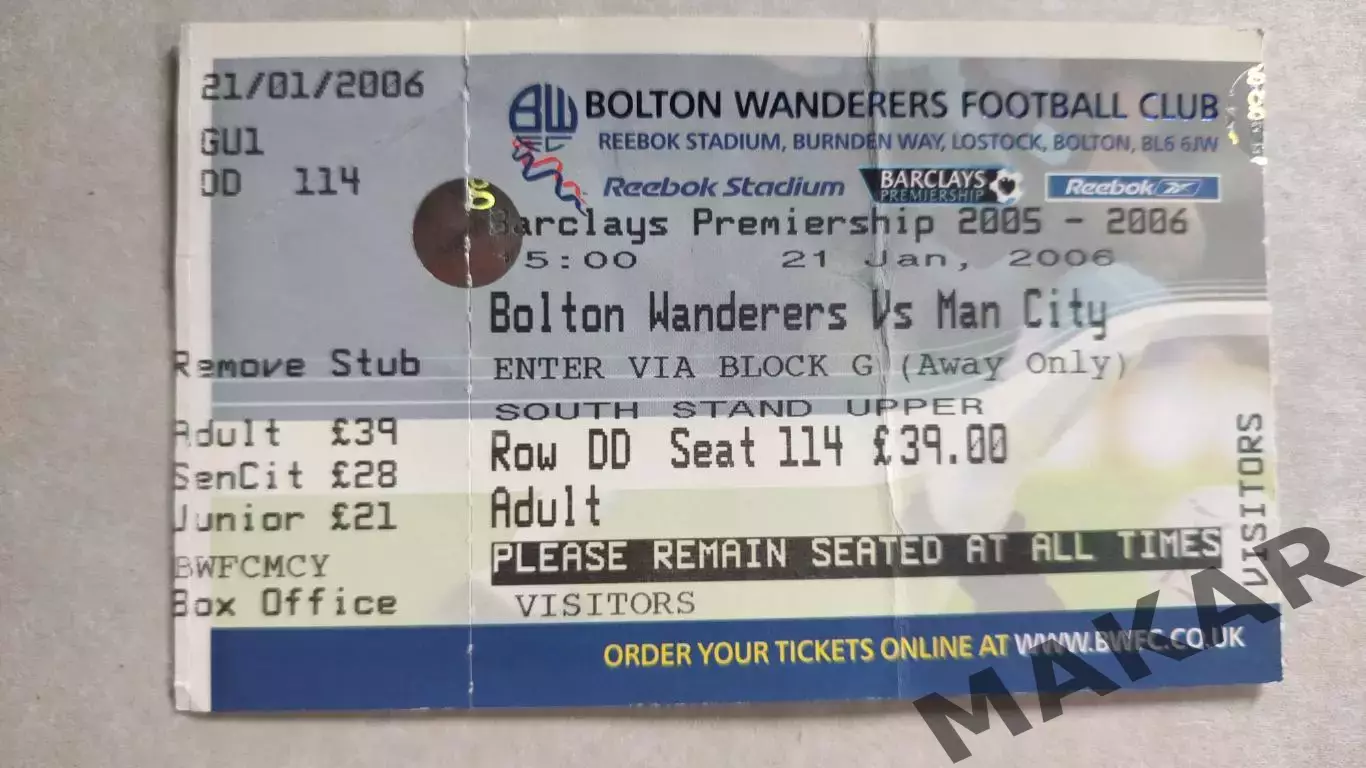 21/01/2006
GU1
DD 114
Remove Stub
Adult £39
SenCit £28
Junior £21
BWFCMCY
Box Office
BW
FC
BOLTON WANDERERS FOOTBALL CLUB
REEBOK STADIUM, BURNDEN WAY, LOSTOCK, BOLTON, BL6 6JW
Reebok Stadium
BARCLAYS
PREMIERSHIP
Reebok
Barclays Premiership 2005 - 2006
5:00 21 Jan, 2006
Bolton Wanderers Vs Man City
ENTER VIA BLOCK G (Away Only)
SOUTH STAND UPPER
Row DD Seat 114 £39.00
Adult
PLEASE REMAIN SEATED AT ALL TIMES
VISITORS
VISITORS
ORDER YOUR TICKETS ONLINE AT WWW.BWFC.CO.UK
MAKAR